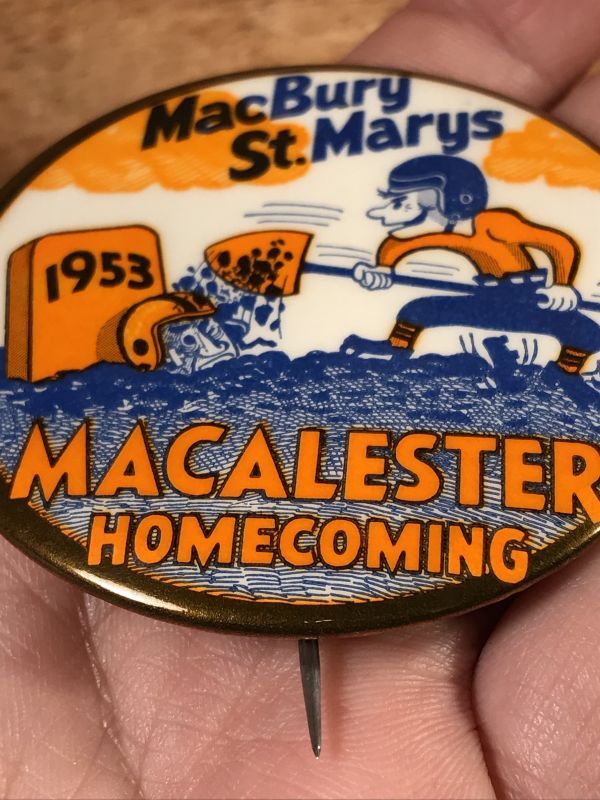 MacBury
St. Marys
1953
MACALESTER
HOMECOMING